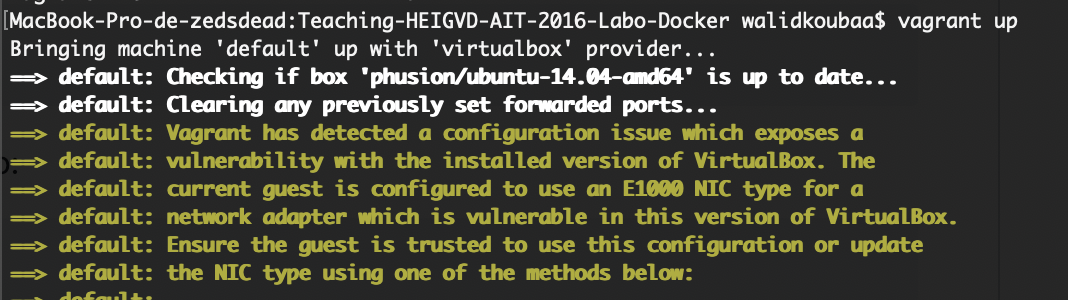 [MacBook-Pro-de-zedsdead:Teaching-HEIGVD-AIT-2016-Labo-Docker walidkoubaa$ vagrant up
Bringing machine 'default' up with 'virtualbox' provider...
==> default: Checking if box 'phusion/ubuntu-14.04-amd64' is up to date...
==> default: Clearing any previously set forwarded ports...
==> default: Vagrant has detected a configuration issue which exposes a
==> default: vulnerability with the installed version of VirtualBox. The
==> default: current guest is configured to use an E1000 NIC type for a
==> default: network adapter which is vulnerable in this version of VirtualBox.
==> default: Ensure the guest is trusted to use this configuration or update
==> default: the NIC type using one of the methods below:
==> default: